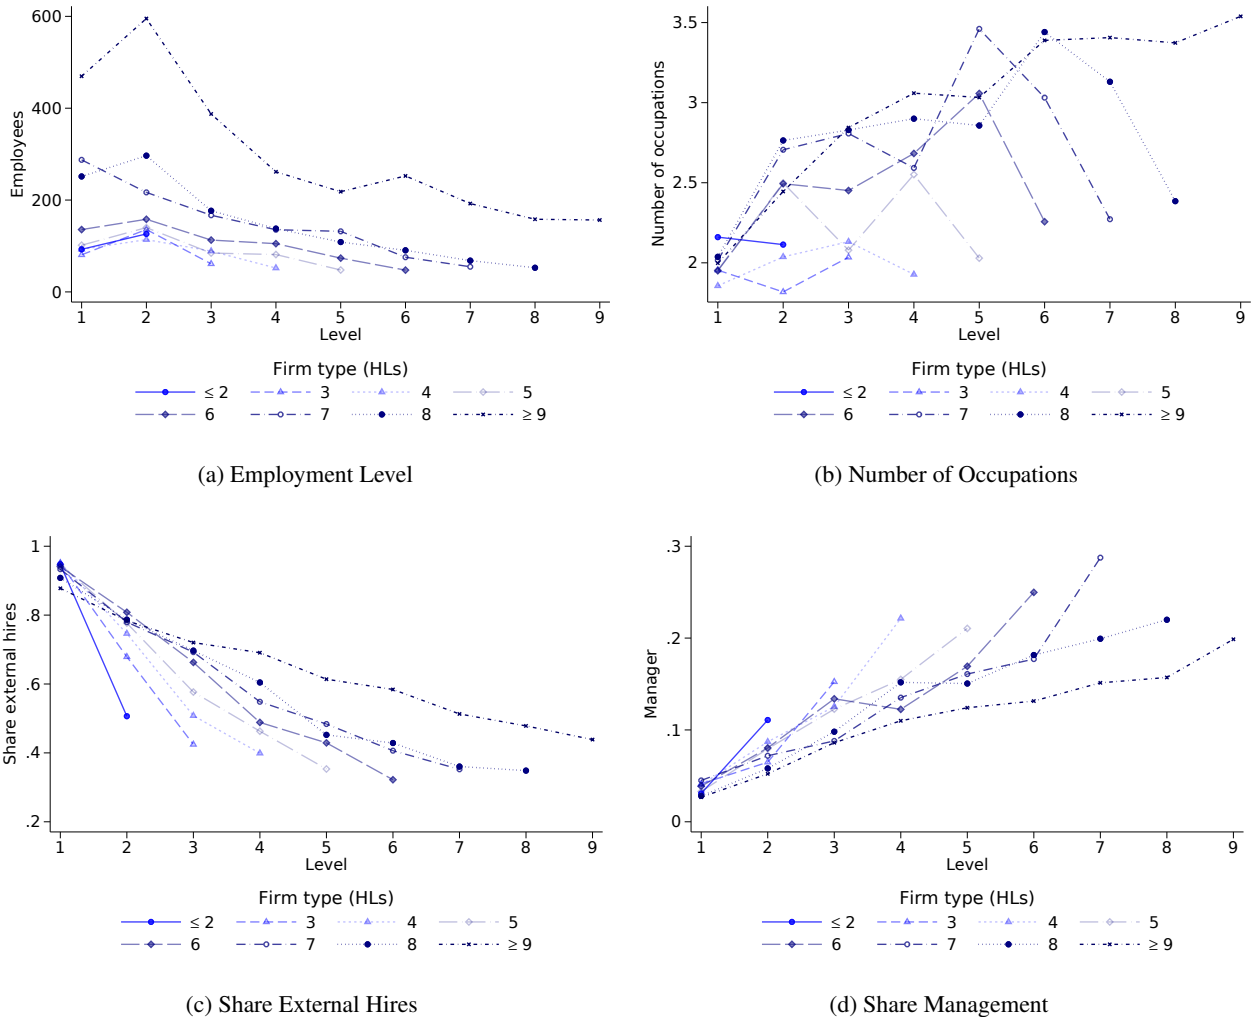 600
400
200
0
Employees
1 2 3 4 5 6 7 8 9
Level
Firm type (HLs)
≤ 2 3 4 5
6 7 8 ≥ 9
(a) Employment Level
3.5
3
2.5
2
Number of occupations
1 2 3 4 5 6 7 8 9
Level
Firm type (HLs)
≤ 2 3 4 5
6 7 8 ≥ 9
(b) Number of Occupations
1
.8
.6
.4
.2
Share external hires
1 2 3 4 5 6 7 8 9
Level
Firm type (HLs)
≤ 2 3 4 5
6 7 8 ≥ 9
(c) Share External Hires
.3
.2
.1
0
Manager
1 2 3 4 5 6 7 8 9
Level
Firm type (HLs)
≤ 2 3 4 5
6 7 8 ≥ 9
(d) Share Management